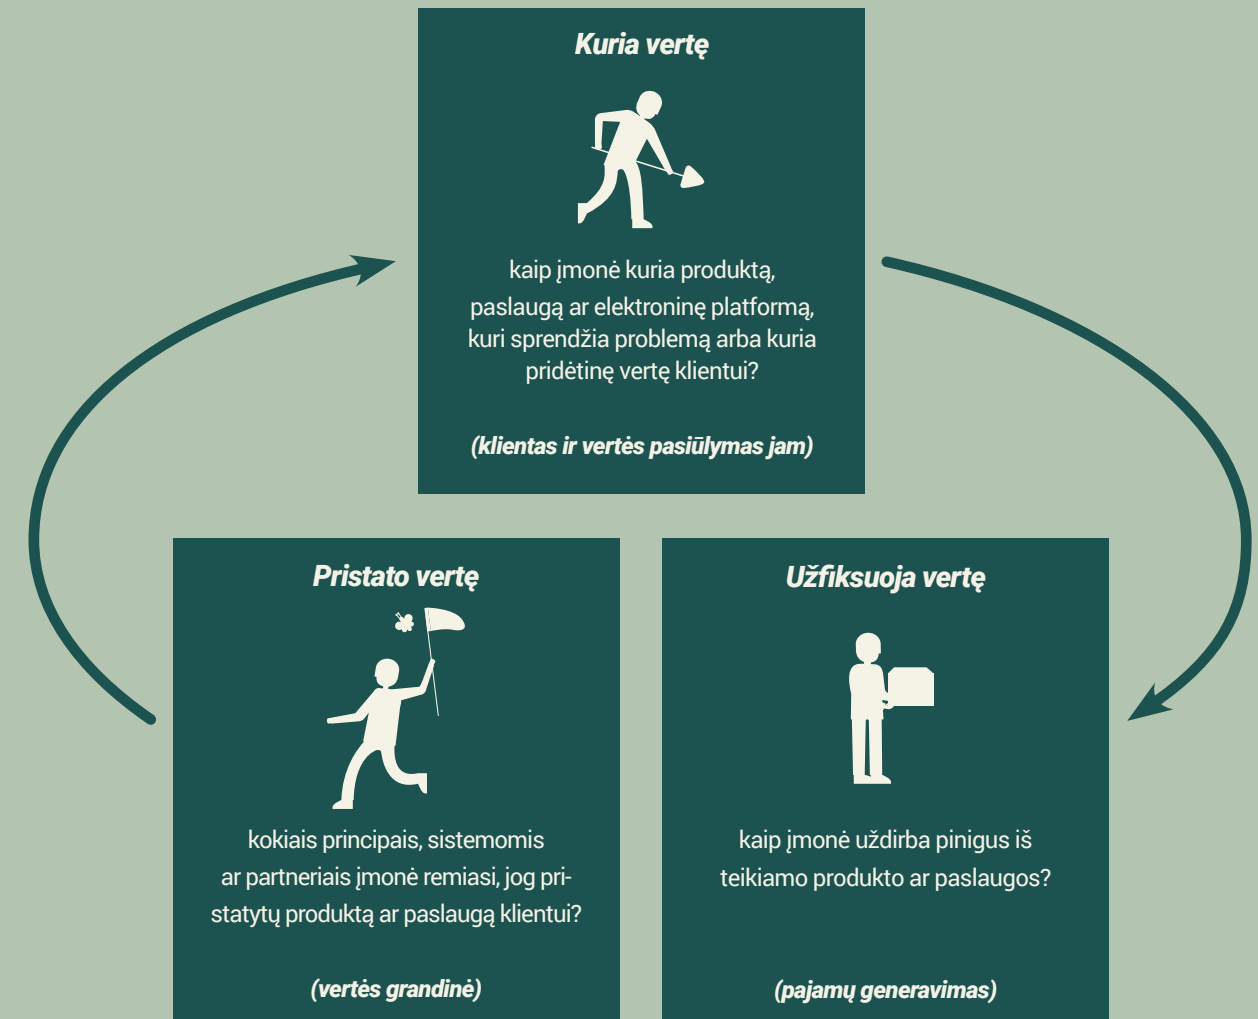 Kuria vertę
kaip įmonė kuria produktą,
paslaugą ar elektroninę platformą,
kuri sprendžia problemą arba kuria
pridėtinę vertę klientui?
(klientas ir vertės pasiūlymas jam)
Pristato vertę
kokiais principais, sistemomis
ar partneriais įmonė remiasi, jog pri-
statytų produktą ar paslaugą klientui?
(vertės grandinė)
Užfiksuoja vertę
kaip įmonė uždirba pinigus iš
teikiamo produkto ar paslaugos?
(pajamų generavimas)